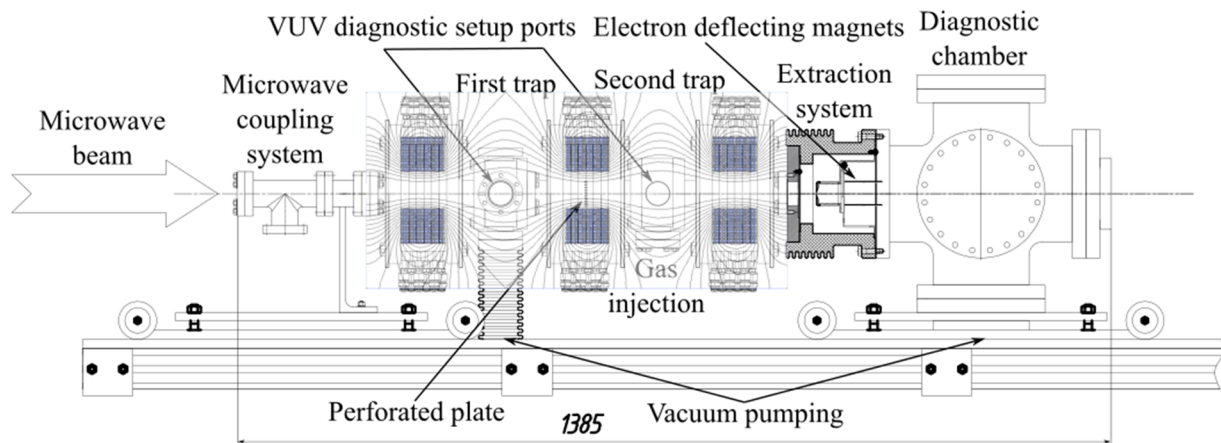 VUV diagnostic setup ports
Electron deflecting magnets
Diagnostic
chamber
Microwave
coupling
system
First trap
Second trap
Extraction
system
Microwave
beam
Gas
injection
Perforated plate
Vacuum pumping
1385